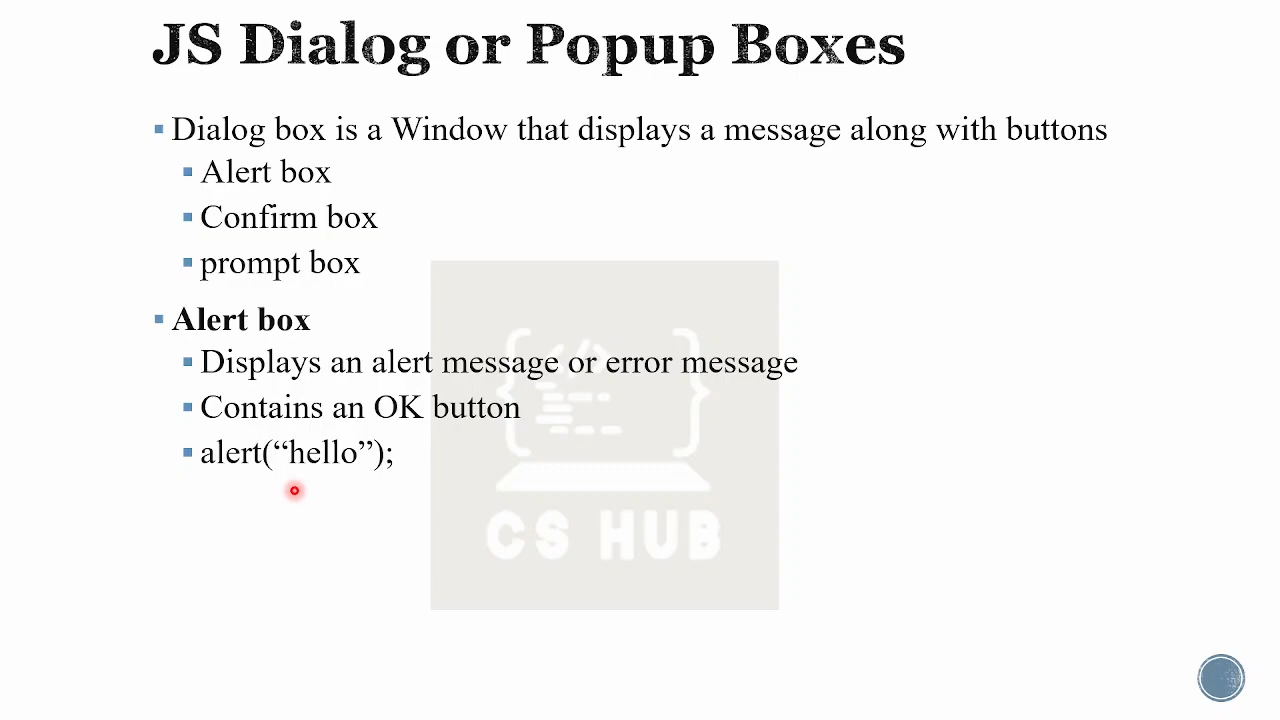 JS Dialog or Popup Boxes
Dialog box is a Window that displays a message along with buttons
Alert box
Confirm box
prompt box
Alert box
Displays an alert message or error message
Contains an OK button
alert(“hello”);
CS HUB